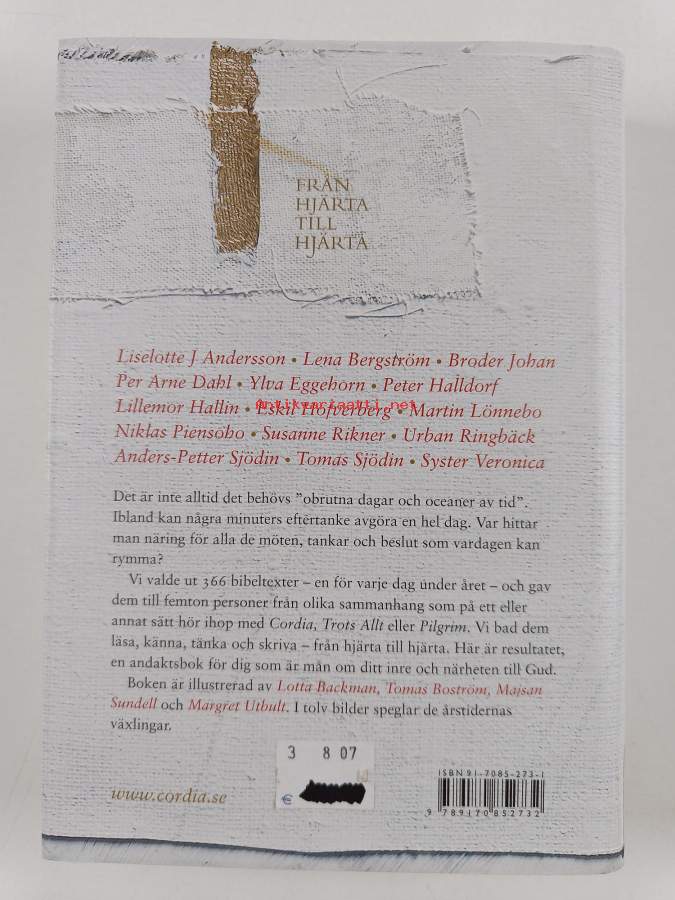 FRÅN
HJÄRTA
TILL
HJÄRTA
Liselotte J Andersson • Lena Bergström • Broder Johan
Per Arne Dahl • Ylva Eggehorn • Peter Halldorf
antikvariaatti.net
Lillemor Hallin • Eskil Hofverberg • Martin Lönnebo
Niklas Piensoho • Susanne Rikner • Urban Ringbäck
Anders-Petter Sjödin • Tomas Sjödin • Syster Veronica
Det är inte alltid det behövs ”obrutna dagar och oceaner av tid”.
Ibland kan några minuters eftertanke avgöra en hel dag. Var hittar
man näring för alla de möten, tankar och beslut som vardagen kan
rymma?
Vi valde ut 366 bibeltexter – en för varje dag under året – och gav
dem till femton personer från olika sammanhang som på ett eller
annat sätt hör ihop med Cordia, Trots Allt eller Pilgrim. Vi bad dem
läsa, känna, tänka och skriva – från hjärta till hjärta. Här är resultatet,
en andaktsbok för dig som är mån om ditt inre och närheten till Gud.
Boken är illustrerad av Lotta Backman, Tomas Boström, Majsan
Sundell och Margret Utbult. I tolv bilder speglar de årstidernas
växlingar.
3 8 07
€
www.cordia.se
ISBN 91-7085-273-1
9 789170 852732